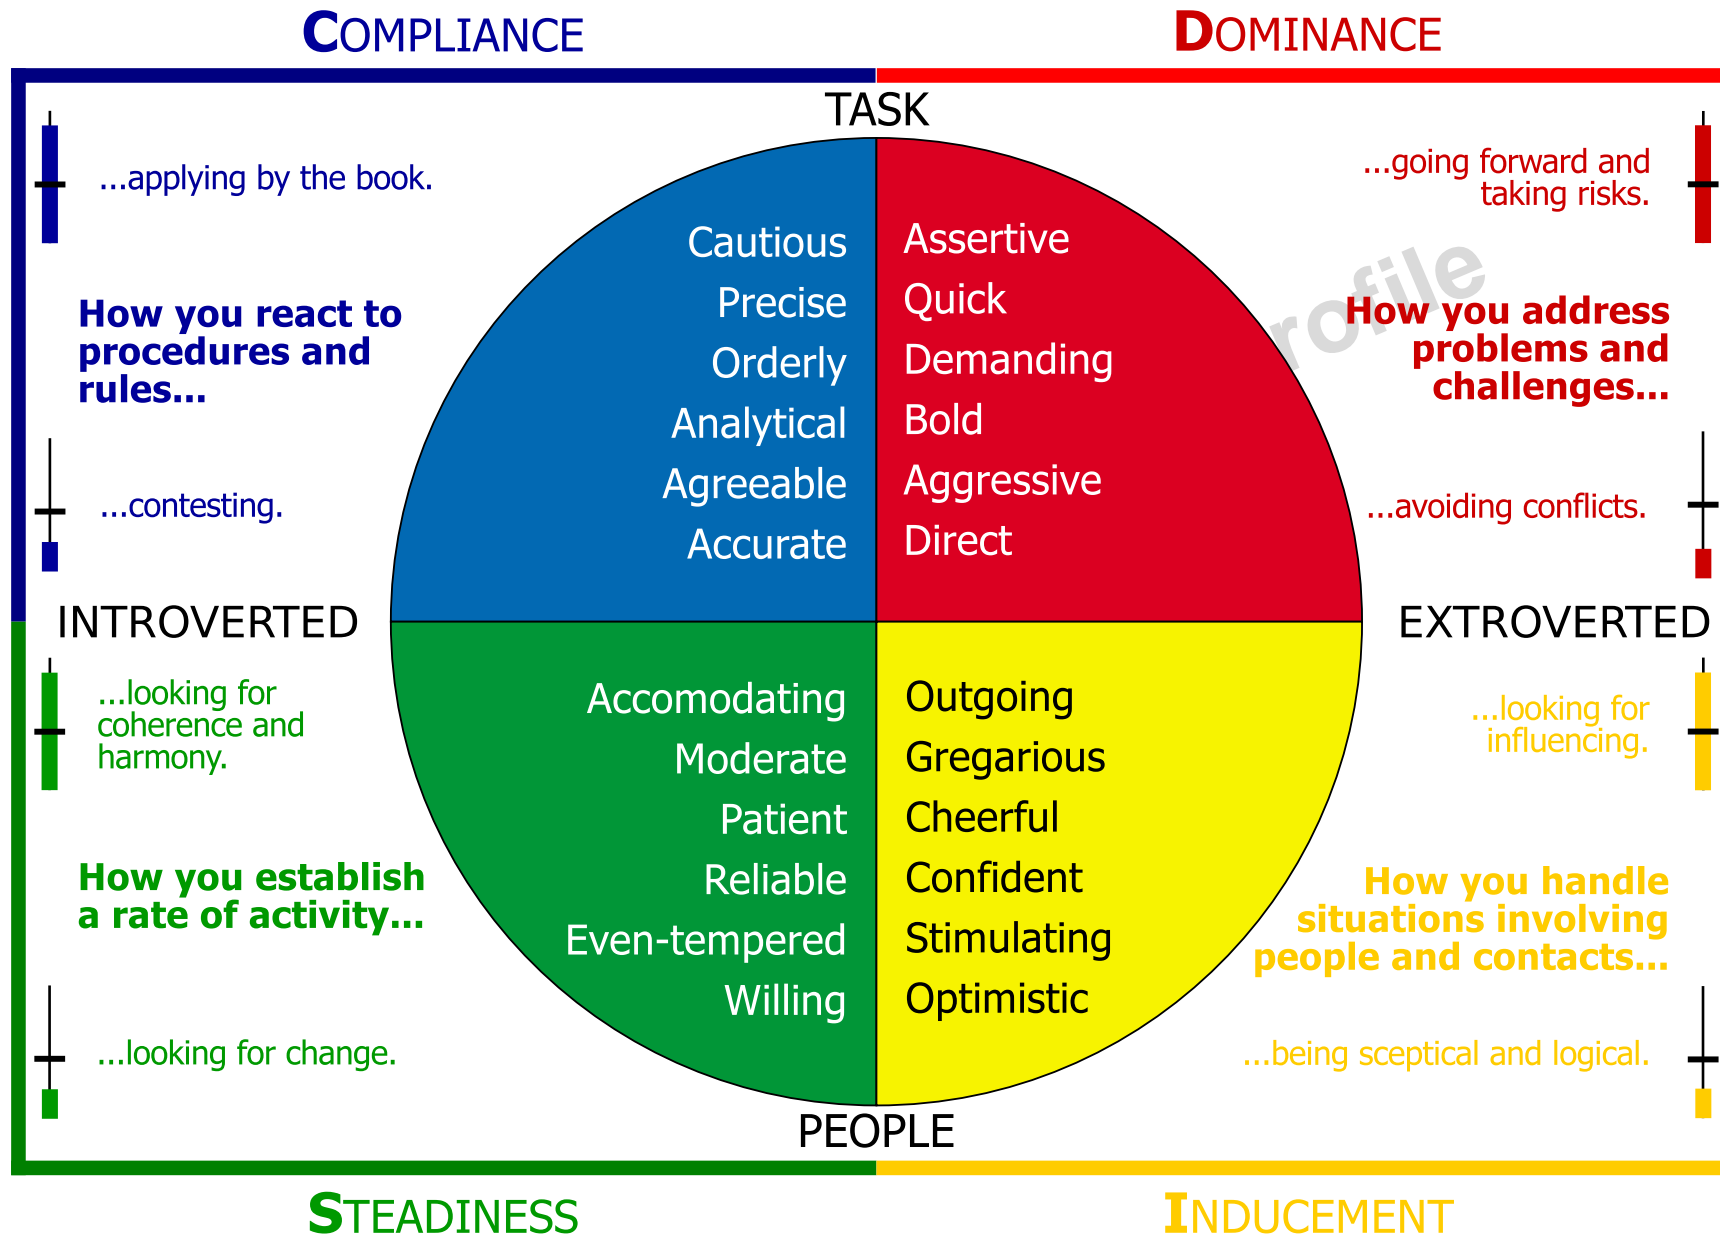 COMPLIANCE
DOMINANCE
TASK
...applying by the book.
...going forward and
taking risks.
How you react to
procedures and
rules...
...contesting.
Cautious
Precise
Orderly
Analytical
Agreeable
Accurate
Assertive
Quick
Demanding
Bold
Aggressive
Direct
How you address
problems and
challenges...
...avoiding conflicts.
INTROVERTED
EXTROVERTED
...looking for
coherence and
harmony.
How you establish
a rate of activity...
...looking for change.
Accomodating
Moderate
Patient
Reliable
Even-tempered
Willing
Outgoing
Gregarious
Cheerful
Confident
Stimulating
Optimistic
...looking for
influencing.
How you handle
situations involving
people and contacts...
...being sceptical and logical.
PEOPLE
STEADINESS
INDUCEMENT